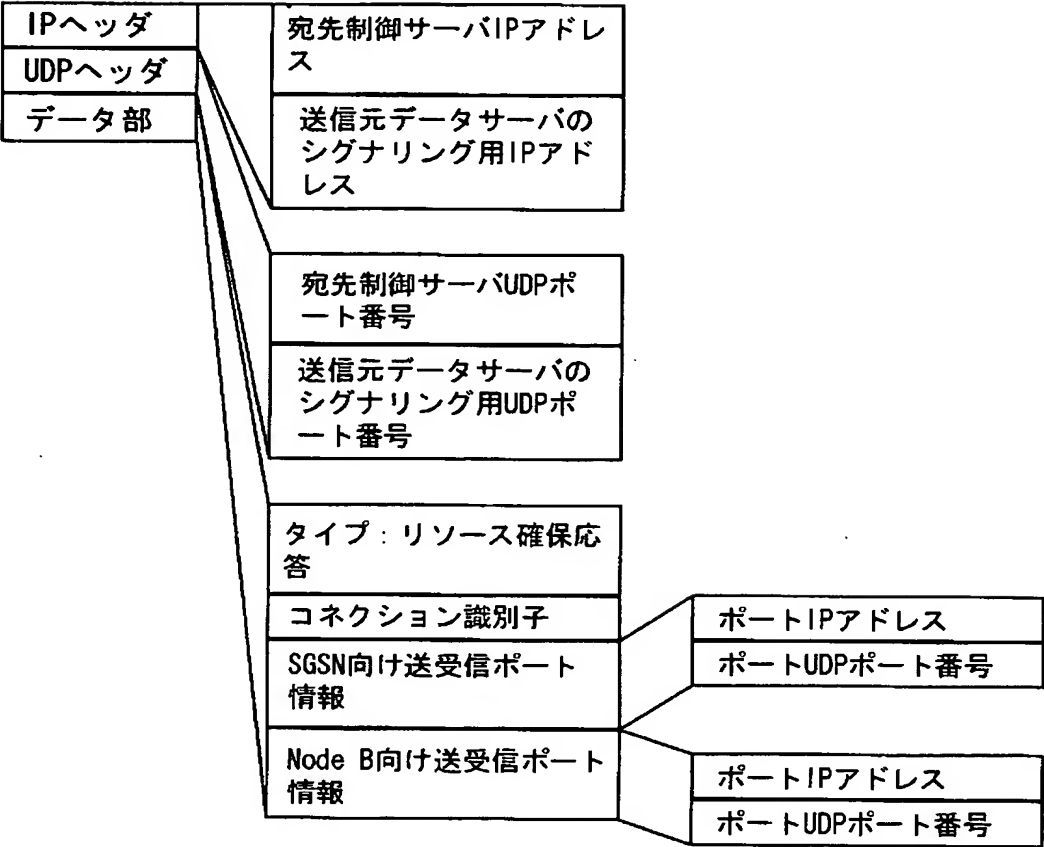 IPヘッダ
UDPヘッダ
データ部
宛先制御サーバIPアドレ
ス
送信元データサーバの
シグナリング用IPアド
レス
宛先制御サーバUDPポ
ート番号
送信元データサーバの
シグナリング用UDPポ
ート番号
タイプ：リソース確保応
答
コネクション識別子
SGSN向け送受信ポート
情報
Node B向け送受信ポート
情報
ポートIPアドレス
ポートUDPポート番号
ポートIPアドレス
ポートUDPポート番号